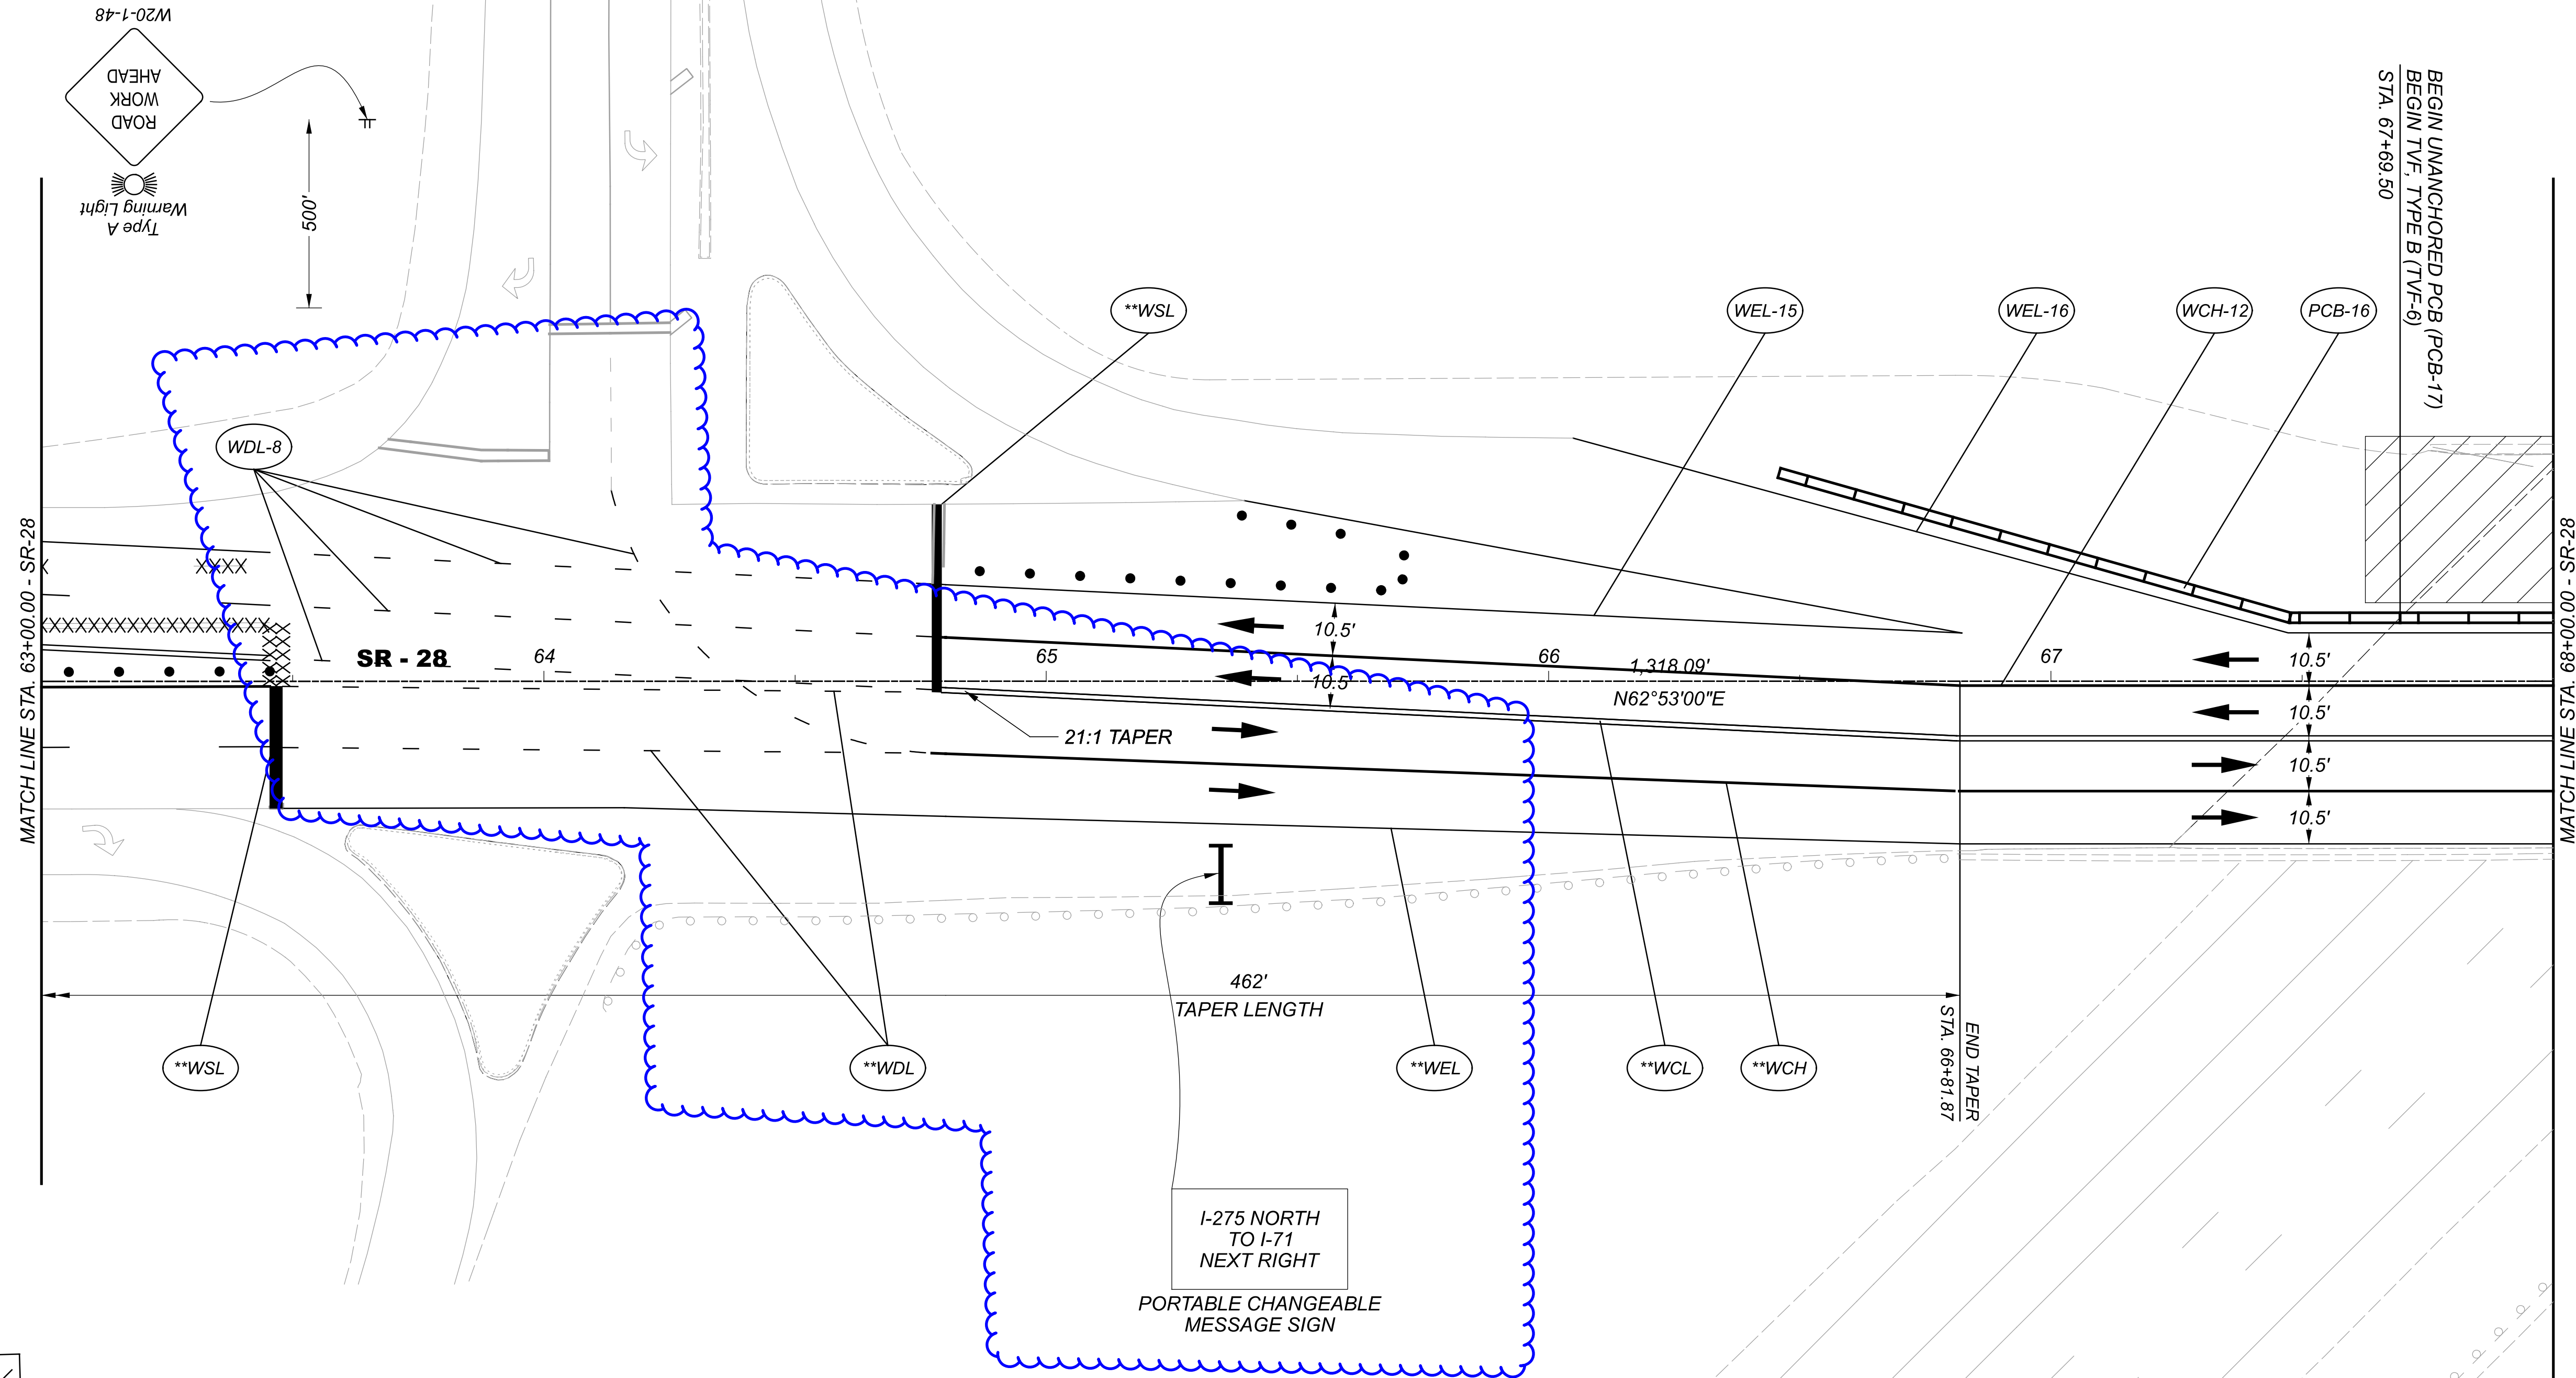 W20-1-48
ROAD
WORK
AHEAD
Type A
Warning Light
500'
MATCH LINE STA. 63+00.00 - SR-28
WDL-8
**WSL
WEL-15
WEL-16
WCH-12
PCB-16
BEGIN UNANCHORED PCB (PCB-17)
BEGIN TVF, TYPE B (TVF-6)
STA. 67+69.50
MATCH LINE STA. 68+00.00 - SR-28
SR - 28
64
65
66
67
1,318.09'
N62°53'00"E
10.5'
10.5'
10.5'
10.5'
10.5'
10.5'
21:1 TAPER
462'
TAPER LENGTH
END TAPER
STA. 66+81.87
**WSL
**WDL
**WEL
**WCL
**WCH
I-275 NORTH
TO I-71
NEXT RIGHT
PORTABLE CHANGEABLE
MESSAGE SIGN